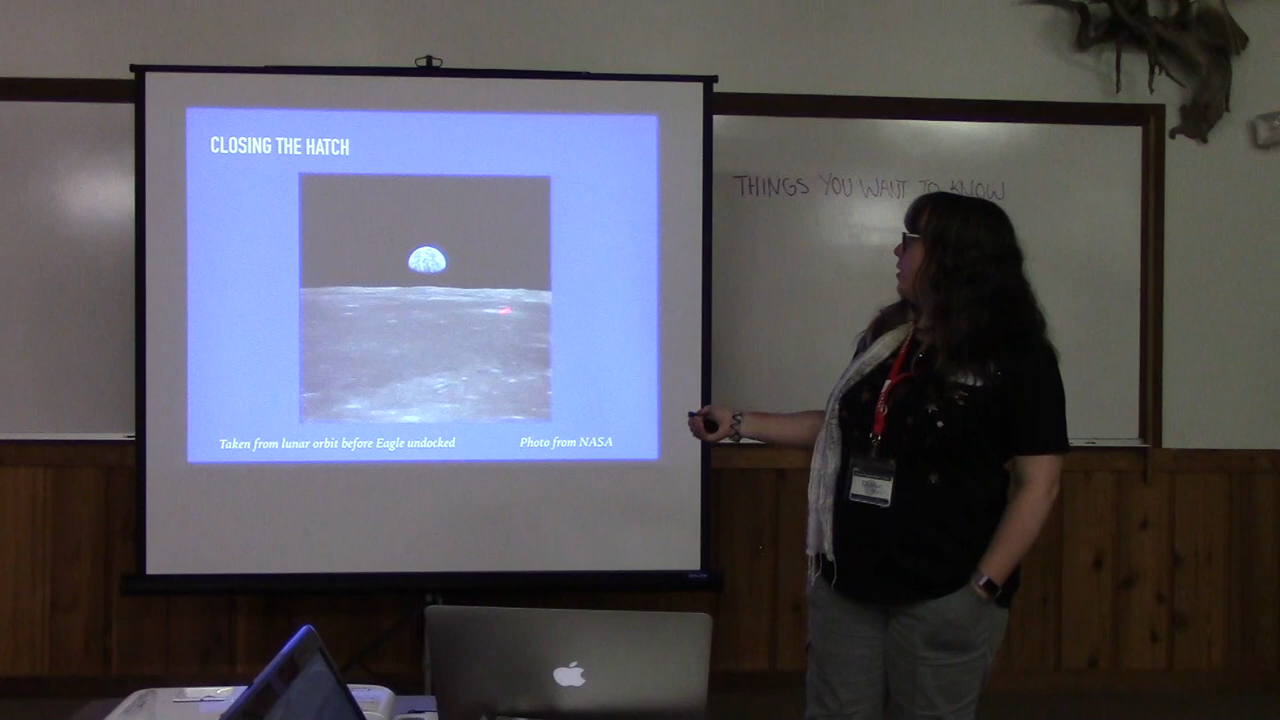 CLOSING THE HATCH
Taken from lunar orbit before Eagle undocked
Photo from NASA
THINGS YOU WANT TO KNOW